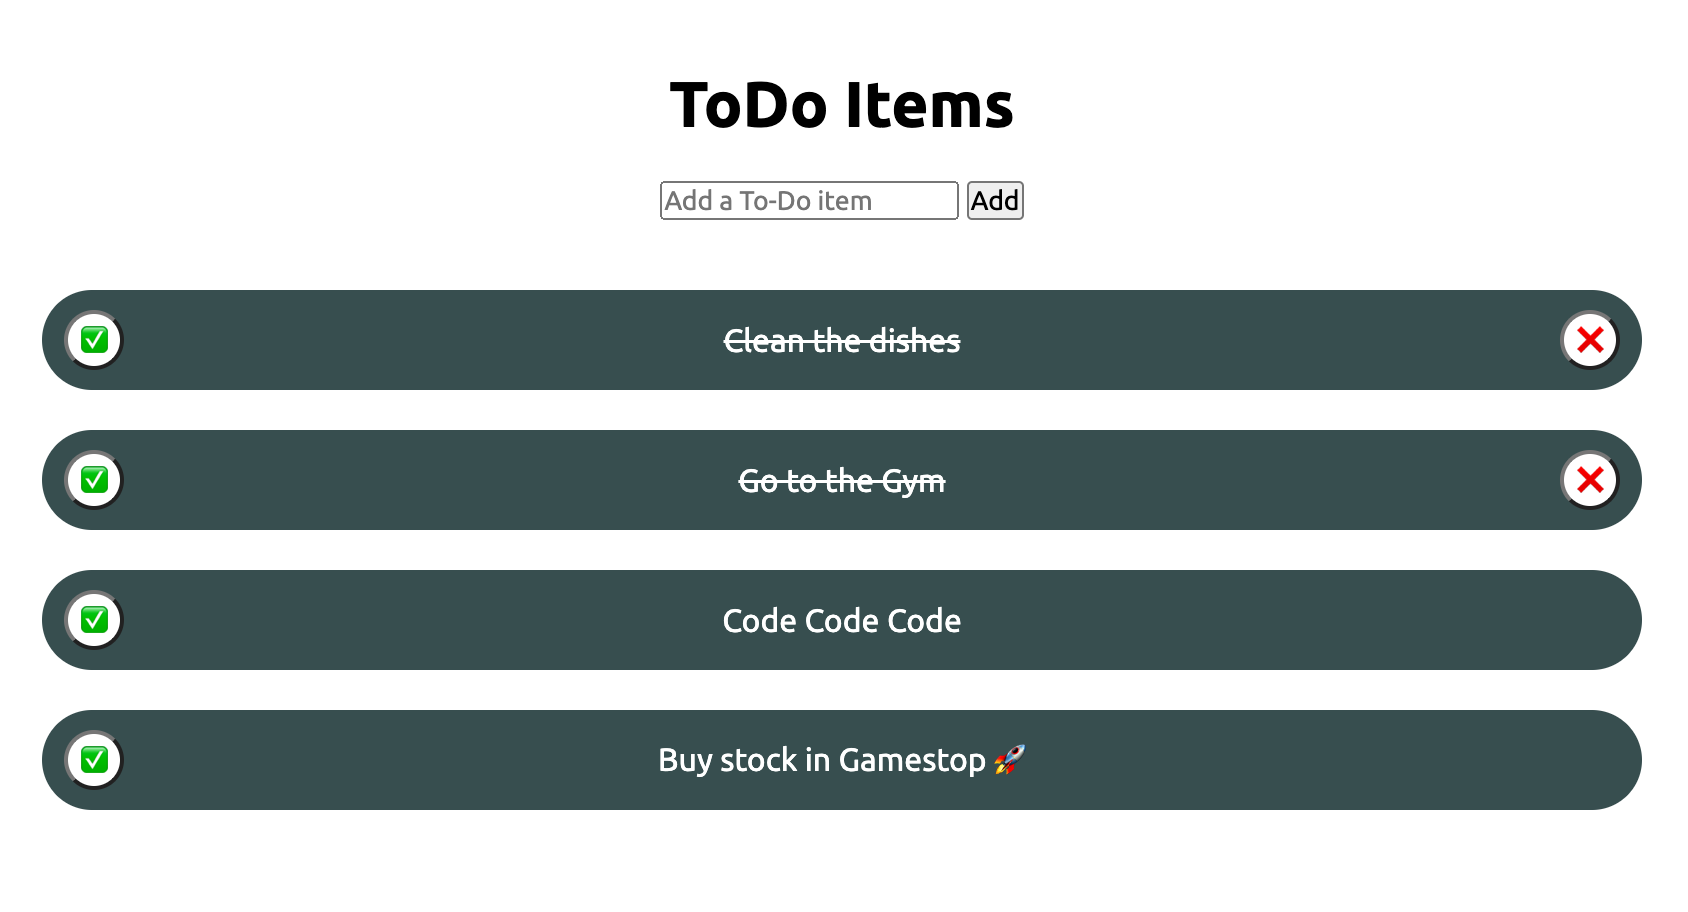 ToDo Items
Add a To-Do item Add
Clean the dishes
Go to the Gym
Code Code Code
Buy stock in Gamestop 🚀